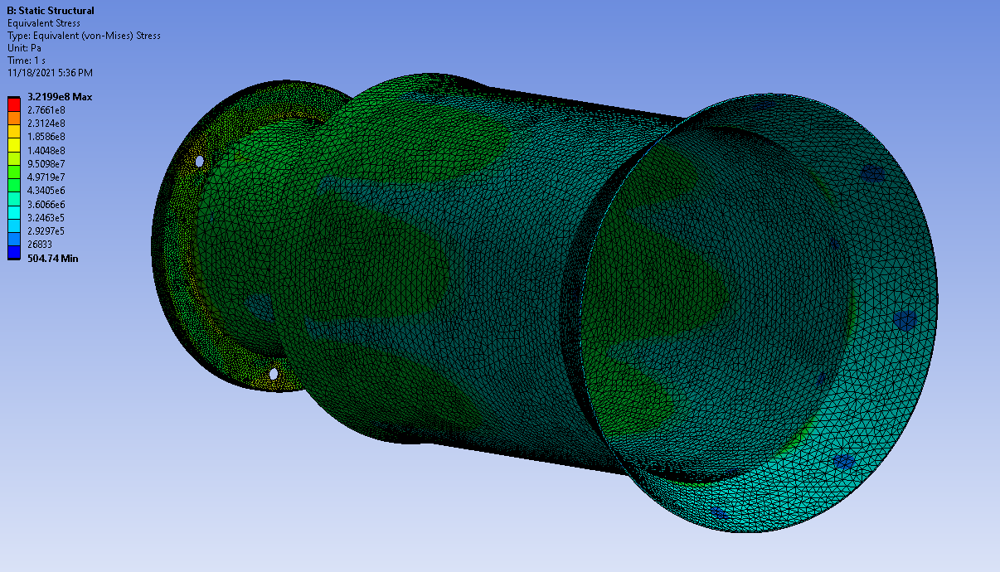 B: Static Structural
Equivalent Stress
Type: Equivalent (von-Mises) Stress
Unit: Pa
Time: 1 s
11/18/2021 5:36 PM
3.2199e8 Max
2.7661e8
2.3124e8
1.8586e8
1.4048e8
9.5098e7
4.9719e7
4.3405e6
3.6066e6
3.2463e5
2.9297e5
26833
504.74 Min